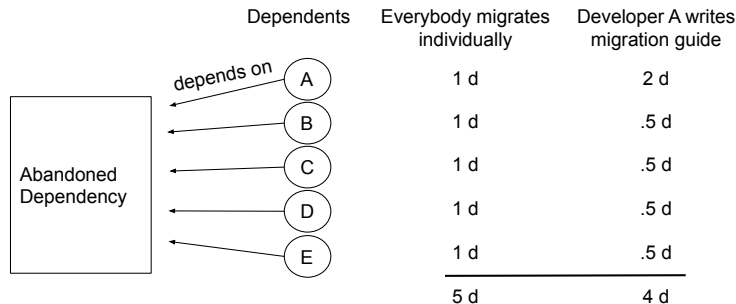 Dependents Everybody migrates individually Developer A writes migration guide
depends on
A 1 d 2 d
B 1 d .5 d
Abandoned Dependency
C 1 d .5 d
D 1 d .5 d
E 1 d .5 d
5 d 4 d